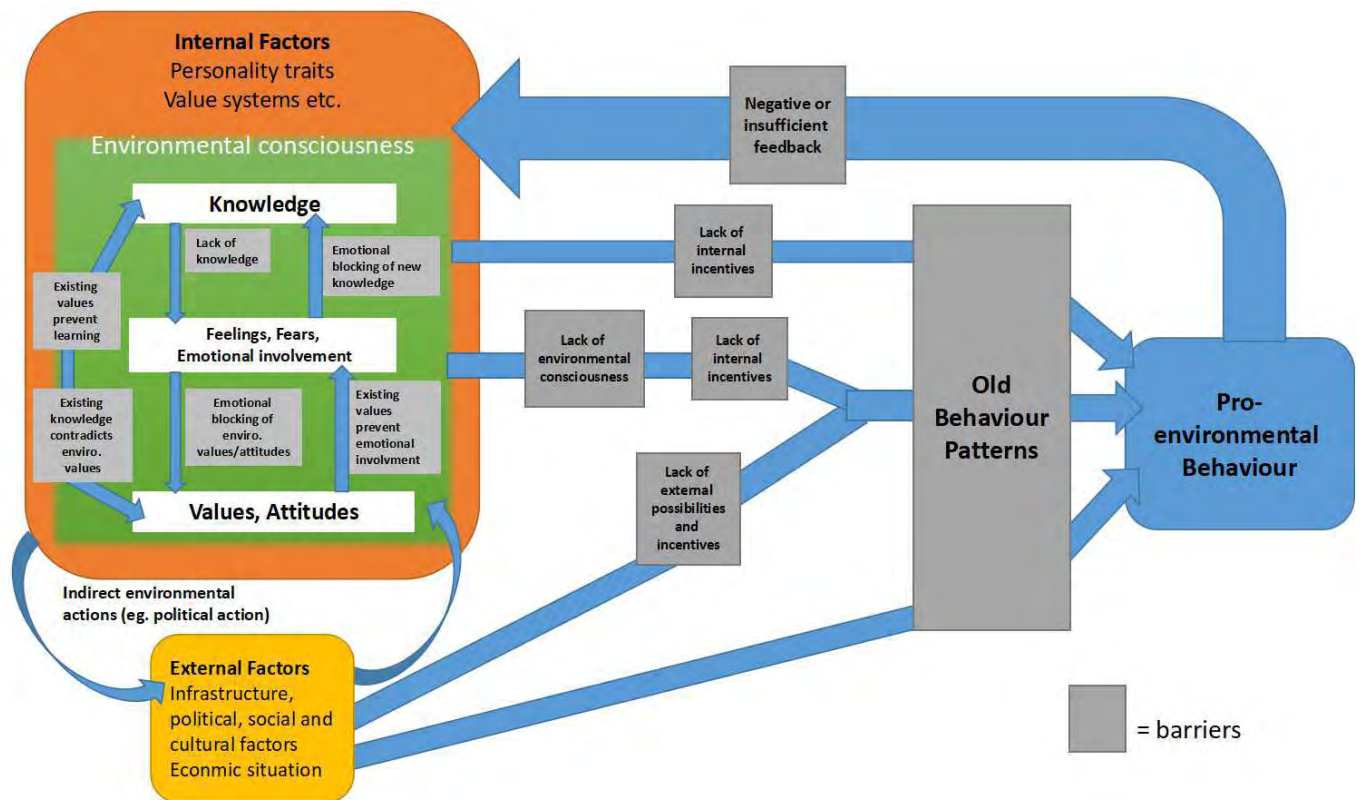 Internal Factors
Personality traits
Value systems etc.
Environmental consciousness
Knowledge
Lack of
knowledge
Emotional
blocking of new
knowledge
Existing
values
prevent
learning
Feelings, Fears,
Emotional involvement
Existing
knowledge
contradicts
enviro.
values
Emotional
blocking of
enviro.
values/attitudes
Existing
values
prevent
emotional
involvment
Values, Attitudes
Indirect environmental
actions (eg. political action)
External Factors
Infrastructure,
political, social and
cultural factors
Econmic situation
Negative or
insufficient
feedback
Lack of
internal
incentives
Lack of
environmental
consciousness
Lack of
internal
incentives
Lack of
external
possibilities
and
incentives
Old
Behaviour
Patterns
Pro-
environmental
Behaviour
= barriers